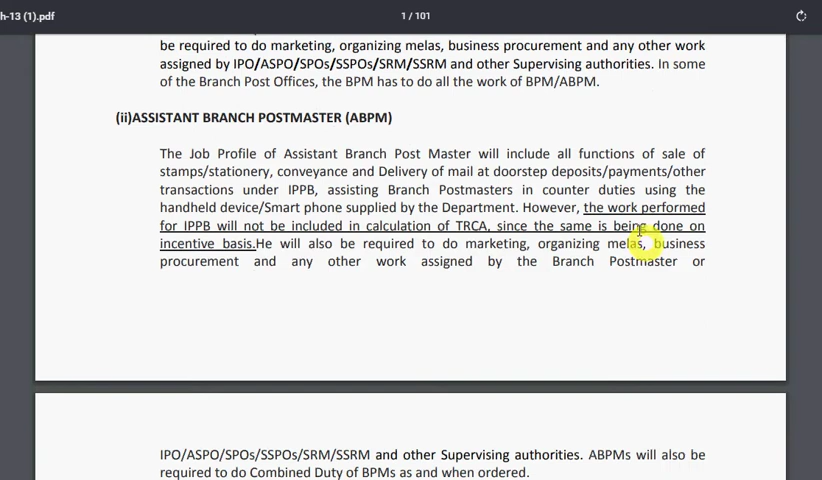 h-13 (1).pdf
1 / 101
be required to do marketing, organizing melas, business procurement and any other work
assigned by IPO/ASPO/SPOs/SSPOs/SRM/SSRM and other Supervising authorities. In some
of the Branch Post Offices, the BPM has to do all the work of BPM/ABPM.
(ii)ASSISTANT BRANCH POSTMASTER (ABPM)
The Job Profile of Assistant Branch Post Master will include all functions of sale of
stamps/stationery, conveyance and Delivery of mail at doorstep deposits/payments/other
transactions under IPPB, assisting Branch Postmasters in counter duties using the
handheld device/Smart phone supplied by the Department. However, the work performed
for IPPB will not be included in calculation of TRCA, since the same is being done on
incentive basis.He will also be required to do marketing, organizing melas, business
procurement and any other work assigned by the Branch Postmaster or
IPO/ASPO/SPOs/SSPOs/SRM/SSRM and other Supervising authorities. ABPMs will also be
required to do Combined Duty of BPMs as and when ordered.